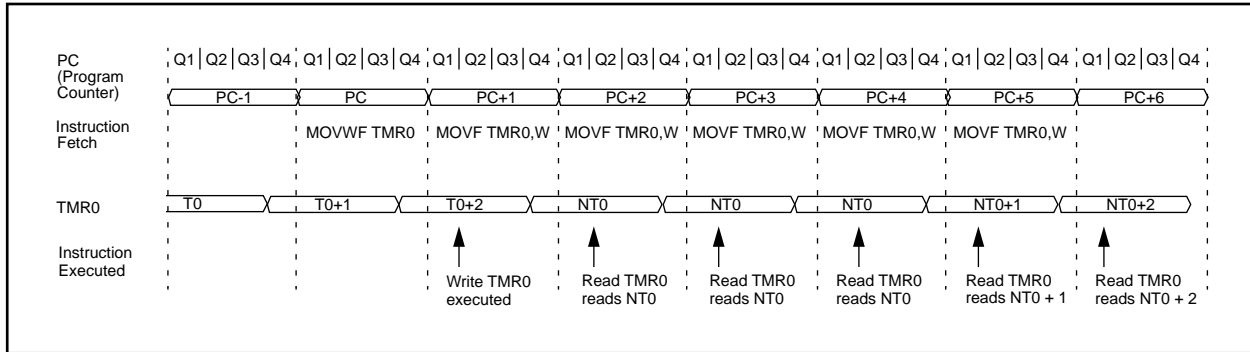 PC
(Program
Counter)
Q1 Q2 Q3 Q4 Q1 Q2 Q3 Q4 Q1 Q2 Q3 Q4 Q1 Q2 Q3 Q4 Q1 Q2 Q3 Q4 Q1 Q2 Q3 Q4 Q1 Q2 Q3 Q4 Q1 Q2 Q3 Q4
PC-1 PC PC+1 PC+2 PC+3 PC+4 PC+5 PC+6
Instruction
Fetch
MOVWF TMR0 MOVF TMR0,W MOVF TMR0,W MOVF TMR0,W MOVF TMR0,W MOVF TMR0,W
TMR0
T0 T0+1 T0+2 NT0 NT0 NT0 NT0+1 NT0+2
Instruction
Executed
Write TMR0
executed
Read TMR0
reads NT0
Read TMR0
reads NT0
Read TMR0
reads NT0
Read TMR0
reads NT0 + 1
Read TMR0
reads NT0 + 2